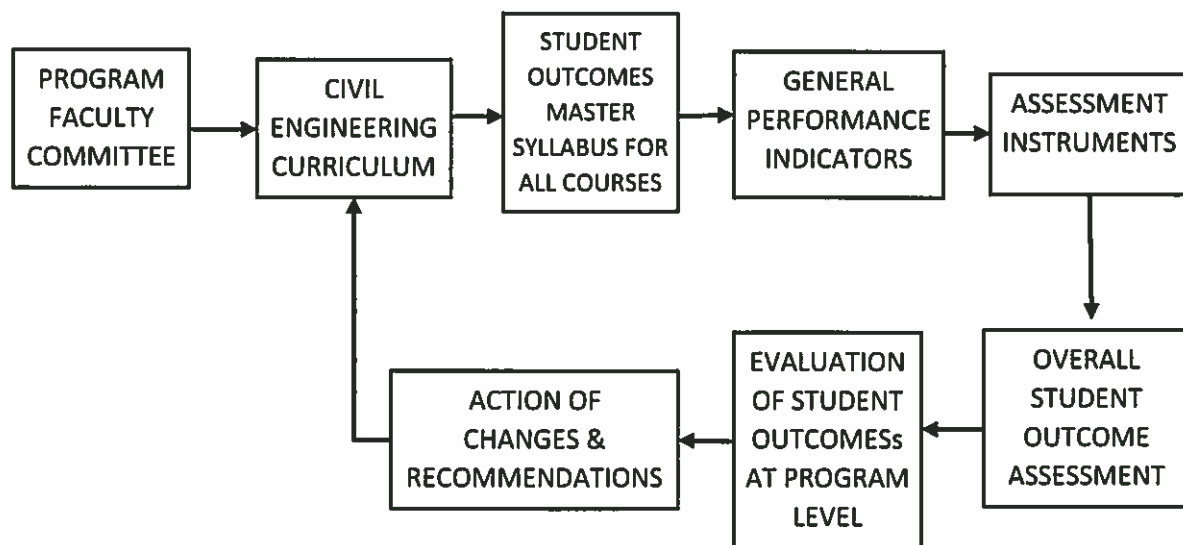 PROGRAM
FACULTY
COMMITTEE
CIVIL
ENGINEERING
CURRICULUM
STUDENT
OUTCOMES
MASTER
SYLLABUS FOR
ALL COURSES
GENERAL
PERFORMANCE
INDICATORS
ASSESSMENT
INSTRUMENTS
OVERALL
STUDENT
OUTCOME
ASSESSMENT
EVALUATION
OF STUDENT
OUTCOMESs
AT PROGRAM
LEVEL
ACTION OF
CHANGES &
RECOMMENDATIONS